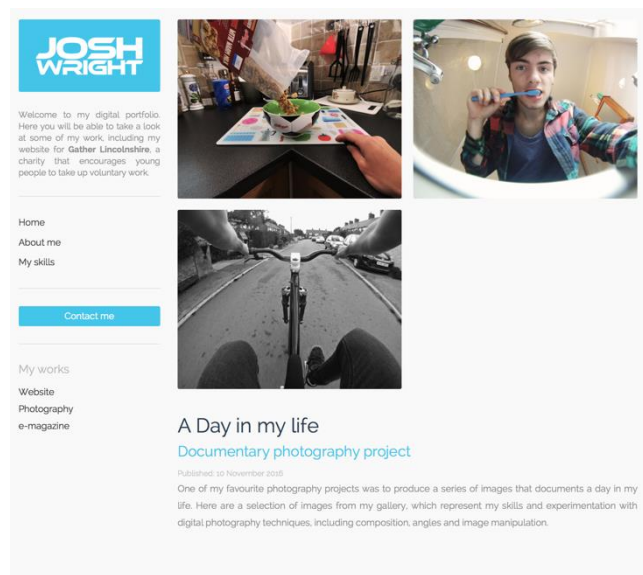 JOSH
WRIGHT
Welcome to my digital portfolio.
Here you will be able to take a look
at some of my work, including my
website for Gather Lincolnshire, a
charity that encourages young
people to take up voluntary work.
Home
About me
My skills
Contact me
My works
Website
Photography
e-magazine
A Day in my life
Documentary photography project
Published: 10 November 2016
One of my favourite photography projects was to produce a series of images that documents a day in my
life. Here are a selection of images from my gallery, which represent my skills and experimentation with
digital photography techniques, including composition, angles and image manipulation.